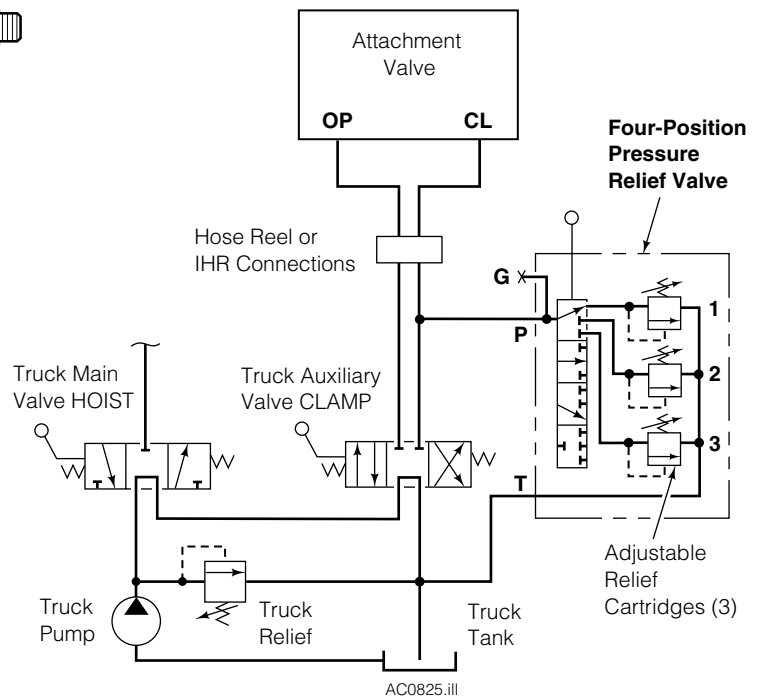 Attachment
Valve
OP
CL
Four-Position
Pressure
Relief Valve
Hose Reel or
IHR Connections
G
P
1
2
3
Truck Main
Valve HOIST
Truck Auxiliary
Valve CLAMP
T
Adjustable
Relief
Cartridges (3)
Truck
Pump
Truck
Relief
Truck
Tank
AC0825.ill